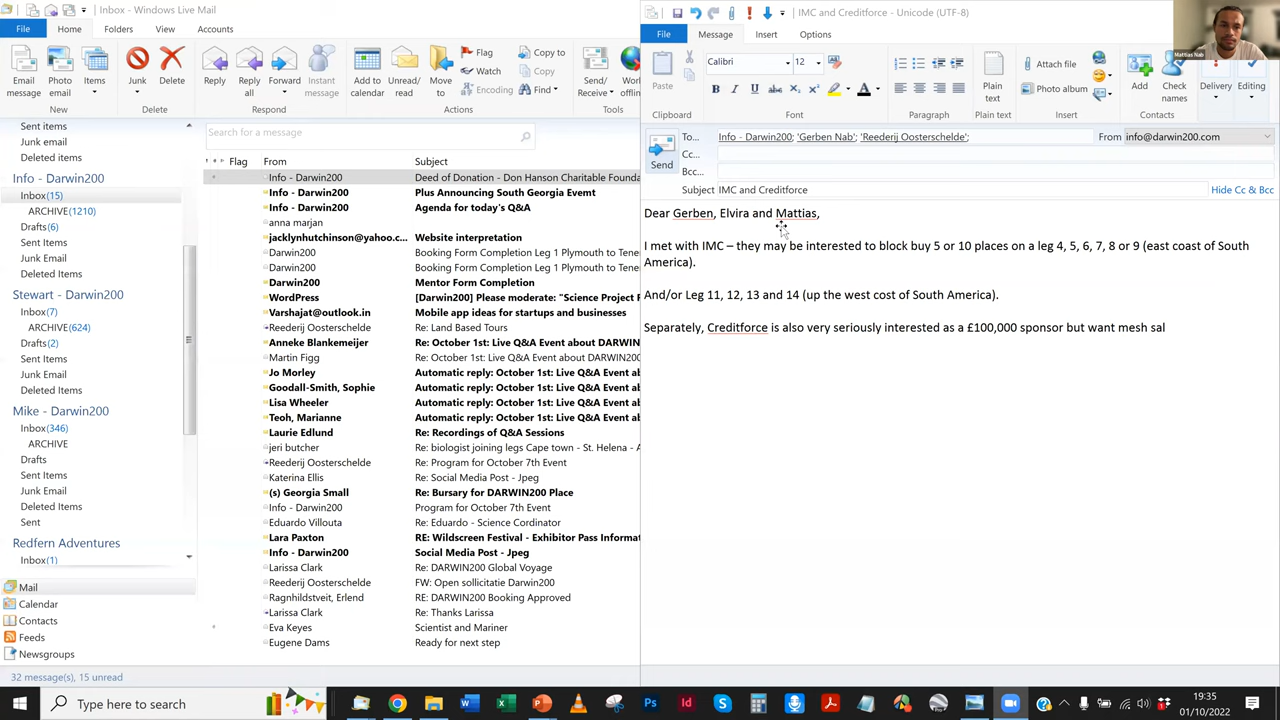 Inbox - Windows Live Mail
File
Home
Folders
View
Accounts
Email message
Photo email
Items
Junk
Delete
Reply
Reply All
Forward
Instant message
Flag
Watch
Encoding
Add to calendar
Unread/ read
Move to
Copy to
Copy
Find
Send/ Receive
New
Delete
Respond
Actions
Tools
Sent items
Junk email
Deleted items
Info - Darwin200
Inbox (15)
ARCHIVE (1210)
Drafts (6)
Sent Items
Junk Email
Deleted Items
Stewart - Darwin200
Inbox (7)
ARCHIVE (624)
Drafts (2)
Sent Items
Junk Email
Deleted Items
Mike - Darwin200
Inbox (346)
ARCHIVE
Drafts
Sent Items
Junk Email
Deleted Items
Sent
Redfern Adventures
Inbox (1)
Mail
Calendar
Contacts
Feeds
Newsgroups
32 message(s), 15 unread
Search for a message
Flag From Subject
Info - Darwin200 Deed of Donation - Don Hanson Charitable Founda
Info - Darwin200 Plus Announcing South Georgia Evemt
Info - Darwin200 Agenda for today's Q&A
anna marjan
jacklynhutchinson@yahoo.c... Website interpretation
Darwin200 Booking Form Completion Leg 1 Plymouth to Tene
Darwin200 Booking Form Completion Leg 1 Plymouth to Tene
Darwin200 Mentor Form Completion
WordPress [Darwin200] Please moderate: "Science Project F
Varshajat@outlook.in Mobile app ideas for startups and businesses
Reederij Oosterschelde Re: Land Based Tours
Anneke Blankemeijer Re: October 1st: Live Q&A Event about DARWIN200
Martin Figg Re: October 1st: Live Q&A Event about DARWIN200
Jo Morley Automatic reply: October 1st: Live Q&A Event ab
Goodall-Smith, Sophie Automatic reply: October 1st: Live Q&A Event ab
Lisa Wheeler Automatic reply: October 1st: Live Q&A Event ab
Teoh, Marianne Automatic reply: October 1st: Live Q&A Event ab
Laurie Edlund Re: Recordings of Q&A Sessions
jeri butcher Re: biologist joining legs Cape town - St. Helena - A
Reederij Oosterschelde Re: Program for October 7th Event
Katerina Ellis Re: Social Media Post - Jpeg
(s) Georgia Small Re: Bursary for DARWIN200 Place
Info - Darwin200 Program for October 7th Event
Eduardo Villouta Re: Eduardo - Science Cordinator
Lara Paxton RE: Wildscreen Festival - Exhibitor Pass Informat
Info - Darwin200 Social Media Post - Jpeg
Larissa Clark Re: DARWIN200 Global Voyage
Reederij Oosterschelde FW: Open sollicitatie Darwin200
Ragnhildstveit, Erlend RE: DARWIN200 Booking Approved
Larissa Clark Re: Thanks Larissa
Eva Keyes Scientist and Mariner
Eugene Dams Ready for next step
IMC and Creditforce - Unicode (UTF-8)
File
Message
Insert
Options
Paste
Calibri 12
Plain text
Attach file
Photo album
Add
Check names
Delivery
Editing
Clipboard
Font
Paragraph
Plain text
Insert
Contacts
Mattias Nab
Send
To... Info - Darwin200; 'Gerben Nab'; 'Reederij Oosterschelde';
From info@darwin200.com
Cc...
Bcc...
Subject IMC and Creditforce
Hide Cc & Bcc
Dear Gerben, Elvira and Mattias,
I met with IMC – they may be interested to block buy 5 or 10 places on a leg 4, 5, 6, 7, 8 or 9 (east coast of South
America).
And/or Leg 11, 12, 13 and 14 (up the west cost of South America).
Separately, Creditforce is also very seriously interested as a £100,000 sponsor but want mesh sal
Type here to search
19:35
01/10/2022